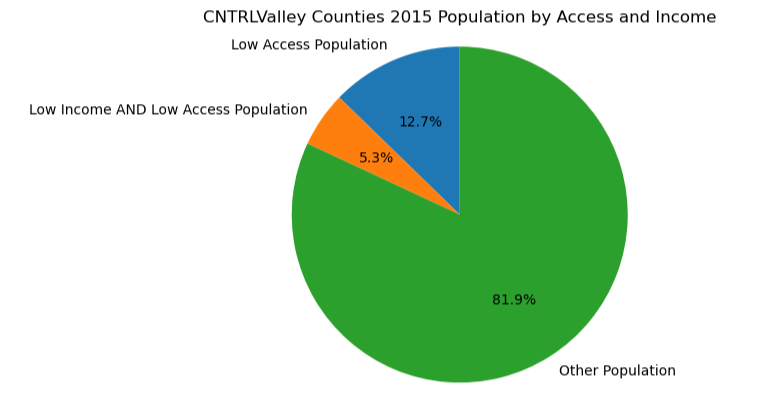 CNTRLValley Counties 2015 Population by Access and Income
Low Access Population
12.7%
Low Income AND Low Access Population
5.3%
81.9%
Other Population